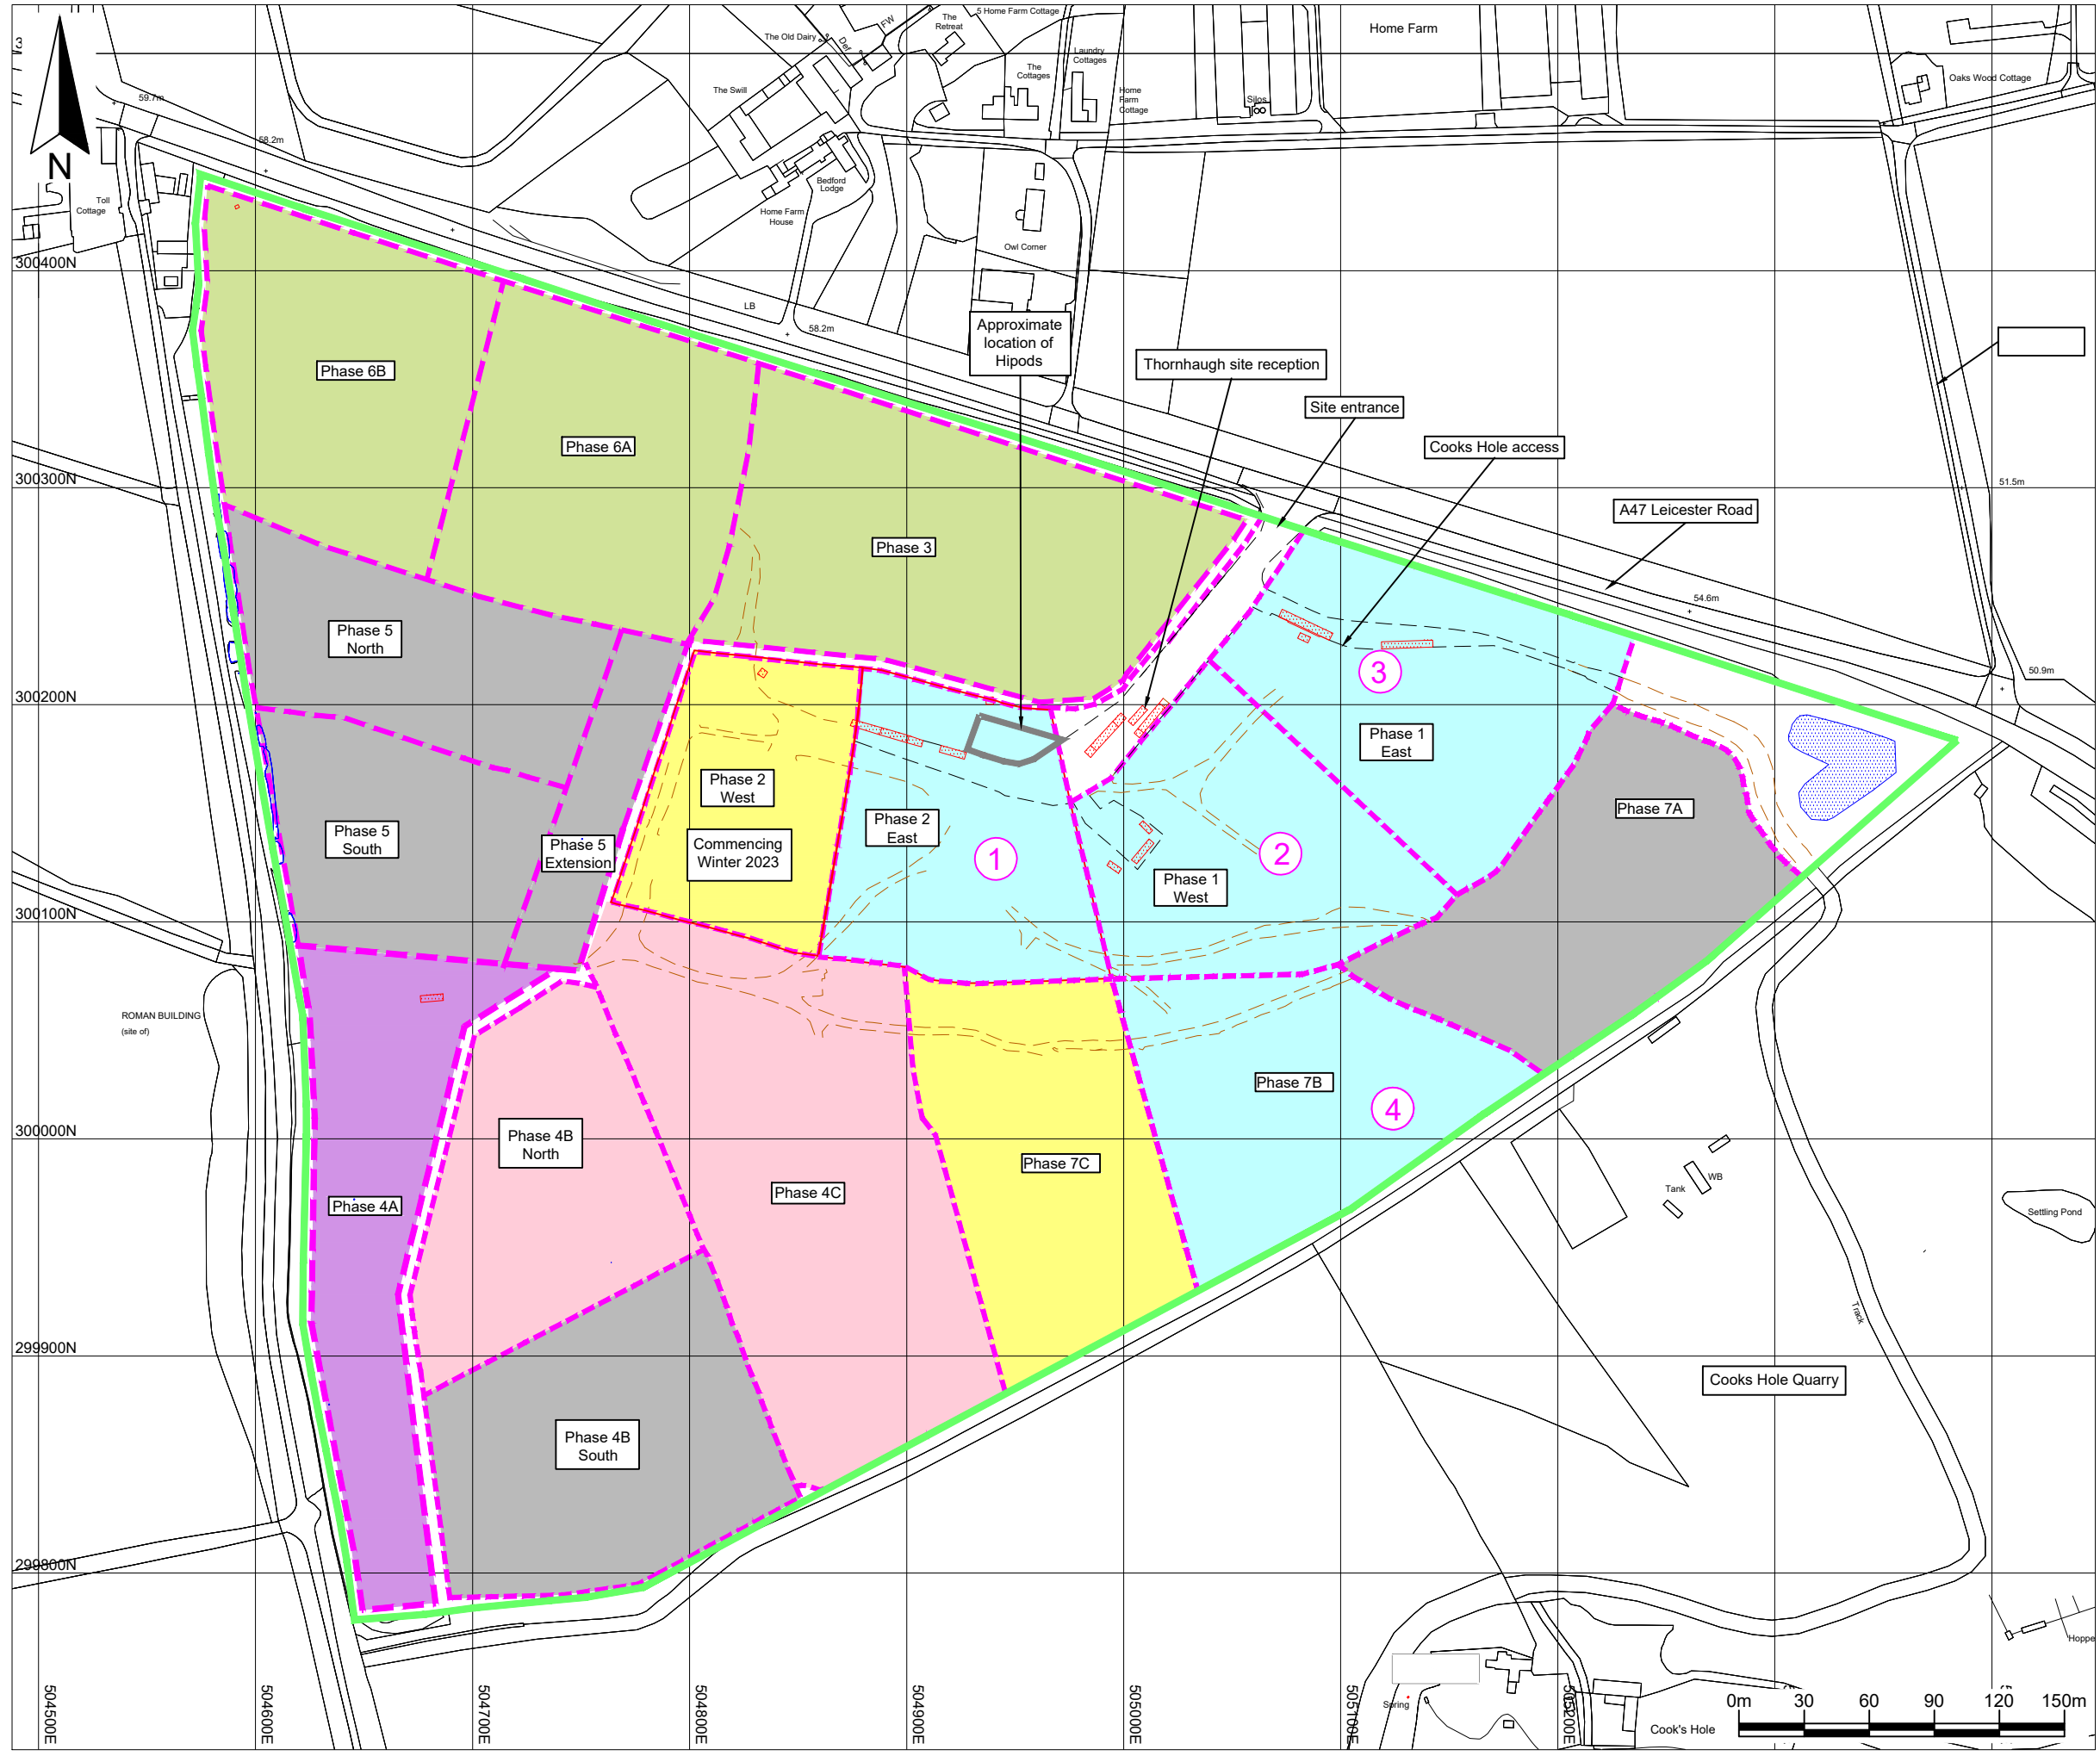 5 Home Farm Cottage
The
Retreat
FW
Def
The Old Dairy
Home Farm
Laundry
Cottages
The
Cottages
Home
Farm
Cottage
Silos
Oaks Wood Cottage
The Swill
59.7m
58.2m
N
Toll
Cottage
Bedford
Lodge
Home Farm
House
Owl Corner
300400N
LB
58.2m
Approximate
location of
Hipods
Thornhaugh site reception
Site entrance
Cooks Hole access
A47 Leicester Road
Phase 6B
Phase 6A
300300N
51.5m
Phase 3
54.6m
Phase 5
North
3
50.9m
300200N
Phase 1
East
Phase 2
West
Phase 7A
Phase 2
East
Phase 5
South
Phase 5
Extension
Commencing
Winter 2023
1
2
Phase 1
West
300100N
ROMAN BUILDING
(site of)
Phase 7B
4
300000N
Phase 4B
North
Phase 7C
Phase 4C
Phase 4A
WB
Tank
Settling Pond
Track
299900N
Cooks Hole Quarry
Phase 4B
South
299800N
Hoppe
504500E
504600E
504700E
504800E
504900E
505000E
505100E
505200E
Spring
Cook's Hole
0m 30 60 90 120 150m